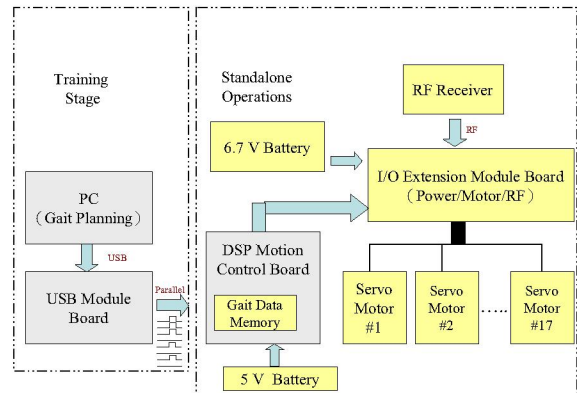 Training
Stage
PC
(Gait Planning)
USB
USB Module
Board
Parallel
Standalone
Operations
RF Receiver
RF
6.7 V Battery
I/O Extension Module Board
(Power/Motor/RF)
DSP Motion
Control Board
Gait Data
Memory
5 V Battery
Servo
Motor
#1
Servo
Motor
#2
.....
Servo
Motor
#17